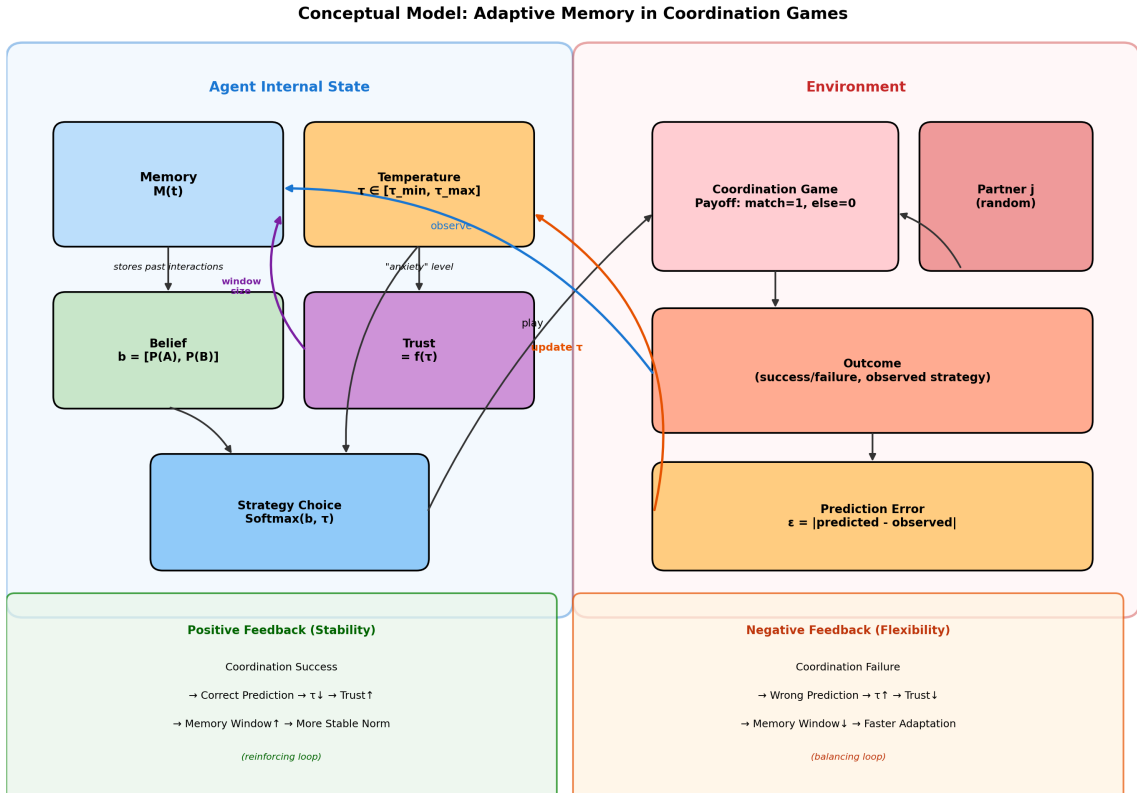 Conceptual Model: Adaptive Memory in Coordination Games
Agent Internal State
Memory
M(t)
Temperature
τ ∈ [τ_min, τ_max]
observe
stores past interactions
"anxiety" level
window
size
Belief
b = [P(A), P(B)]
Trust
= f(τ)
play
update τ
Strategy Choice
Softmax(b, τ)
Environment
Coordination Game
Payoff: match=1, else=0
Partner j
(random)
Outcome
(success/failure, observed strategy)
Prediction Error
ε = |predicted - observed|
Positive Feedback (Stability)
Coordination Success
→ Correct Prediction → τ↓ → Trust↑
→ Memory Window↑ → More Stable Norm
(reinforcing loop)
Negative Feedback (Flexibility)
Coordination Failure
→ Wrong Prediction → τ↑ → Trust↓
→ Memory Window↓ → Faster Adaptation
(balancing loop)